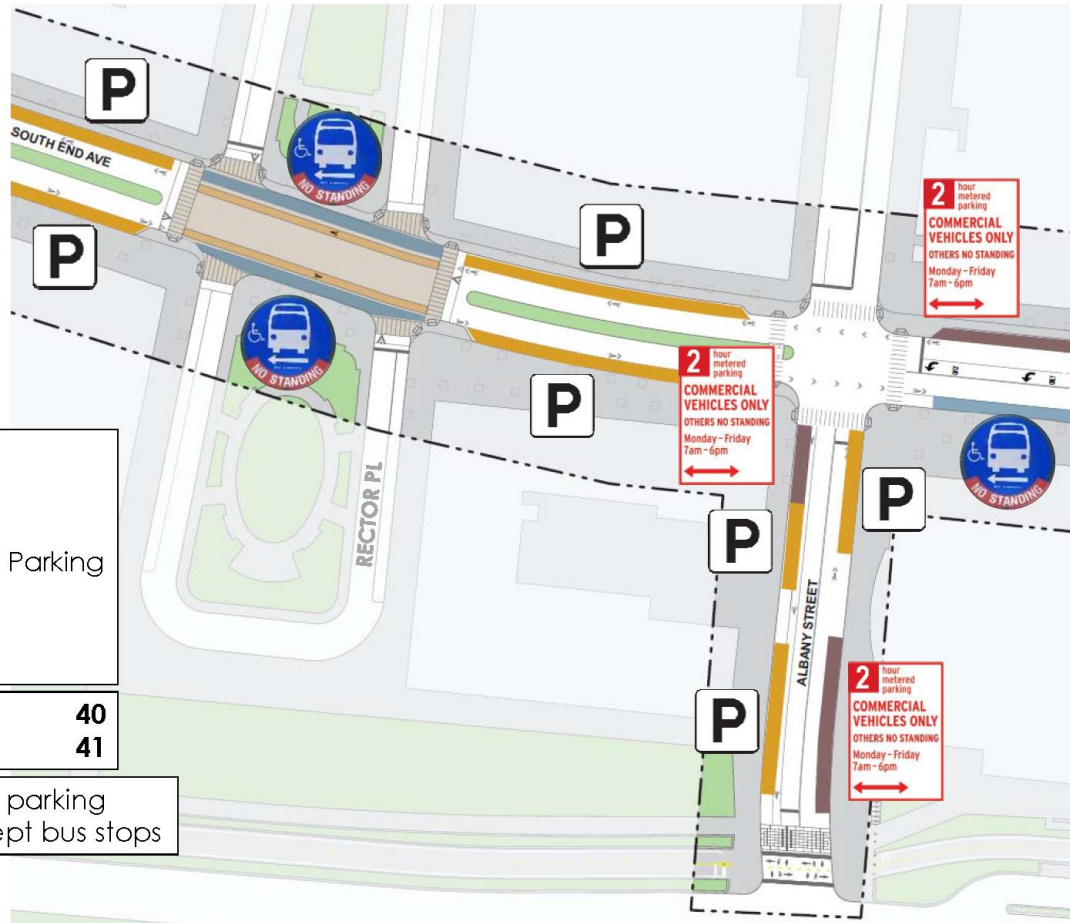 P
SOUTH END AVE
NO STANDING
P
P
2 hour
metered
parking
COMMERCIAL
VEHICLES ONLY
OTHERS NO STANDING
Monday - Friday
7am - 6pm
NO STANDING
2 hour
metered
parking
COMMERCIAL
VEHICLES ONLY
OTHERS NO STANDING
Monday - Friday
7am - 6pm
P
NO STANDING
RECTOR PL
P
P
Parking
ALBANY STREET
P
2 hour
metered
parking
COMMERCIAL
VEHICLES ONLY
OTHERS NO STANDING
Monday - Friday
7am - 6pm
40
41
parking
ept bus stops